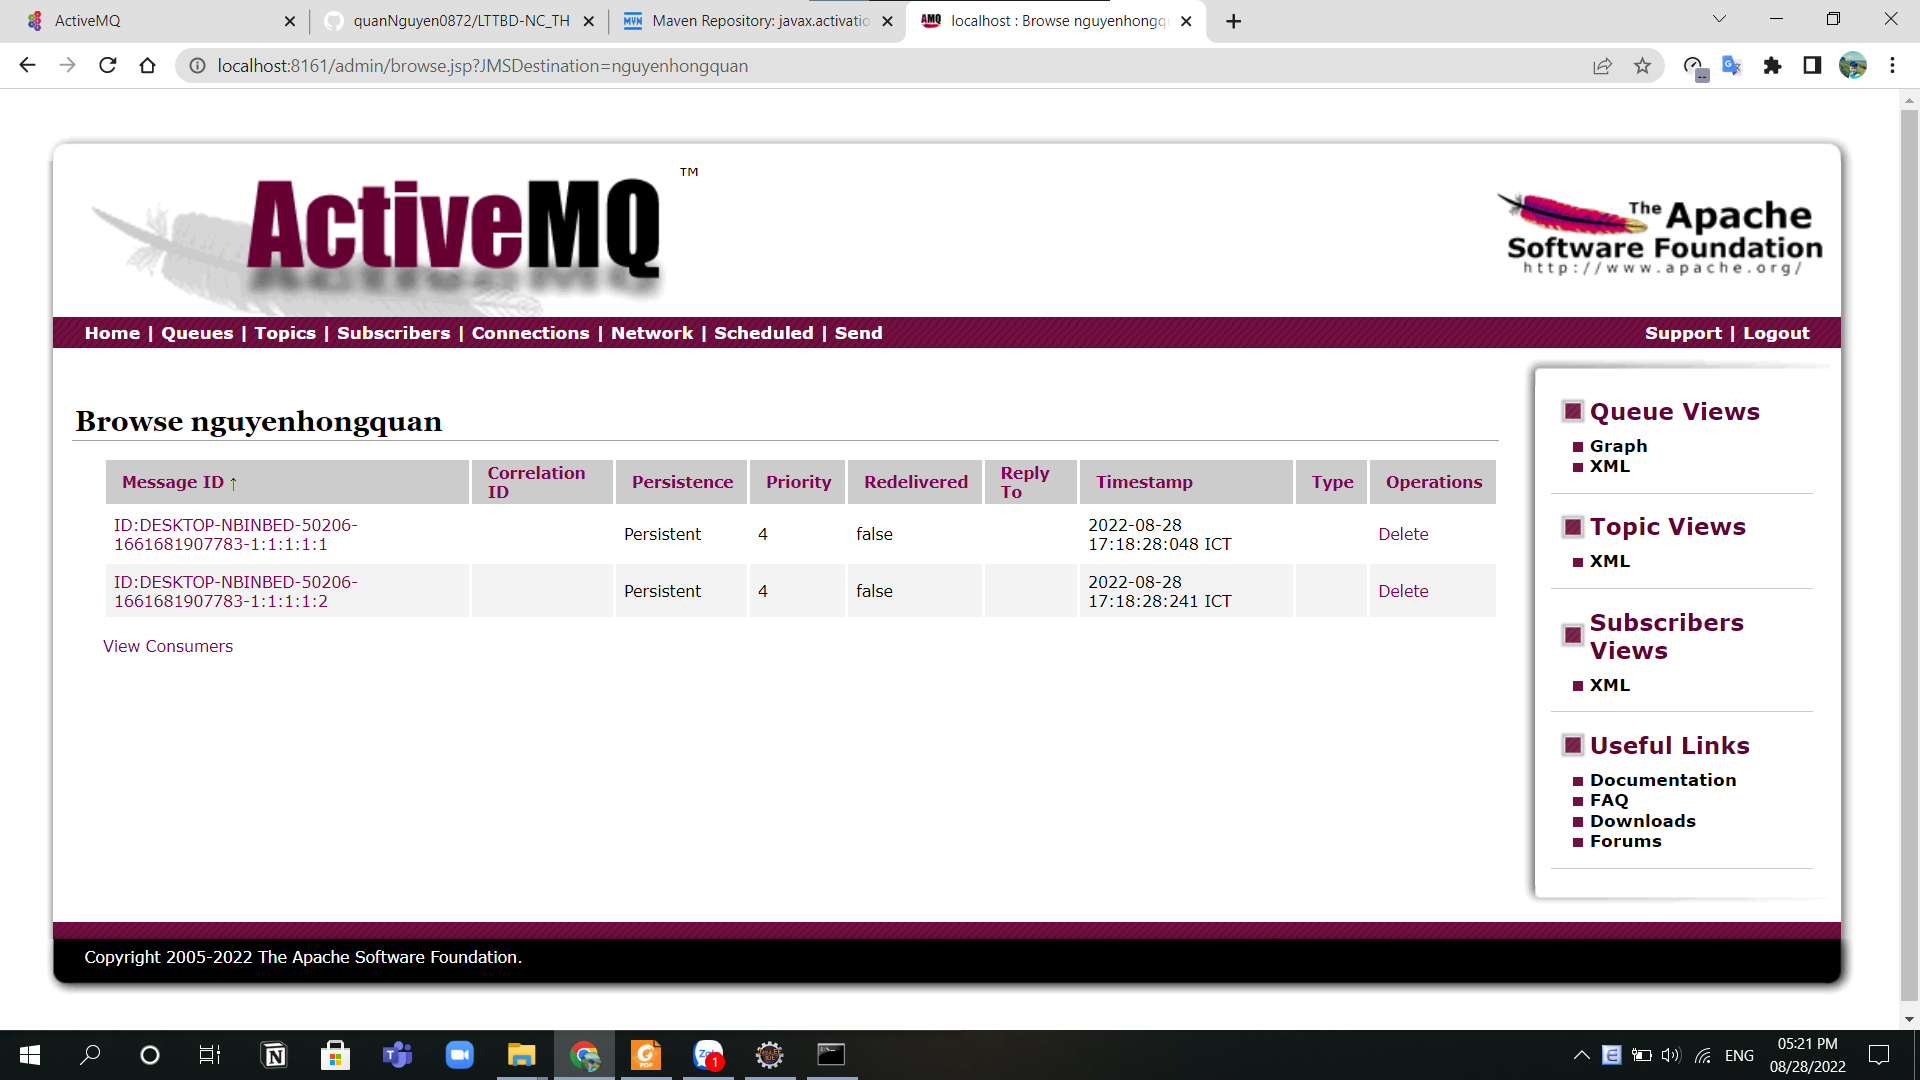 ActiveMQ
quanNguyen0872/LTTBD-NC_TH
Maven Repository: javax.activatio
localhost : Browse nguyenhongqu
localhost:8161/admin/browse.jsp?JMSDestination=nguyenhongquan
ActiveMQ
TM
The Apache
Software Foundation
http://www.apache.org/
Home | Queues | Topics | Subscribers | Connections | Network | Scheduled | Send
Support | Logout
Browse nguyenhongquan
Message ID ↑ Correlation ID Persistence Priority Redelivered Reply To Timestamp Type Operations
ID:DESKTOP-NBINBED-50206-
1661681907783-1:1:1:1:1
Persistent 4 false
2022-08-28
17:18:28:048 ICT
Delete
ID:DESKTOP-NBINBED-50206-
1661681907783-1:1:1:1:2
Persistent 4 false
2022-08-28
17:18:28:241 ICT
Delete
View Consumers
Queue Views
Graph
XML
Topic Views
XML
Subscribers
Views
XML
Useful Links
Documentation
FAQ
Downloads
Forums
Copyright 2005-2022 The Apache Software Foundation.
ENG
05:21 PM
08/28/2022